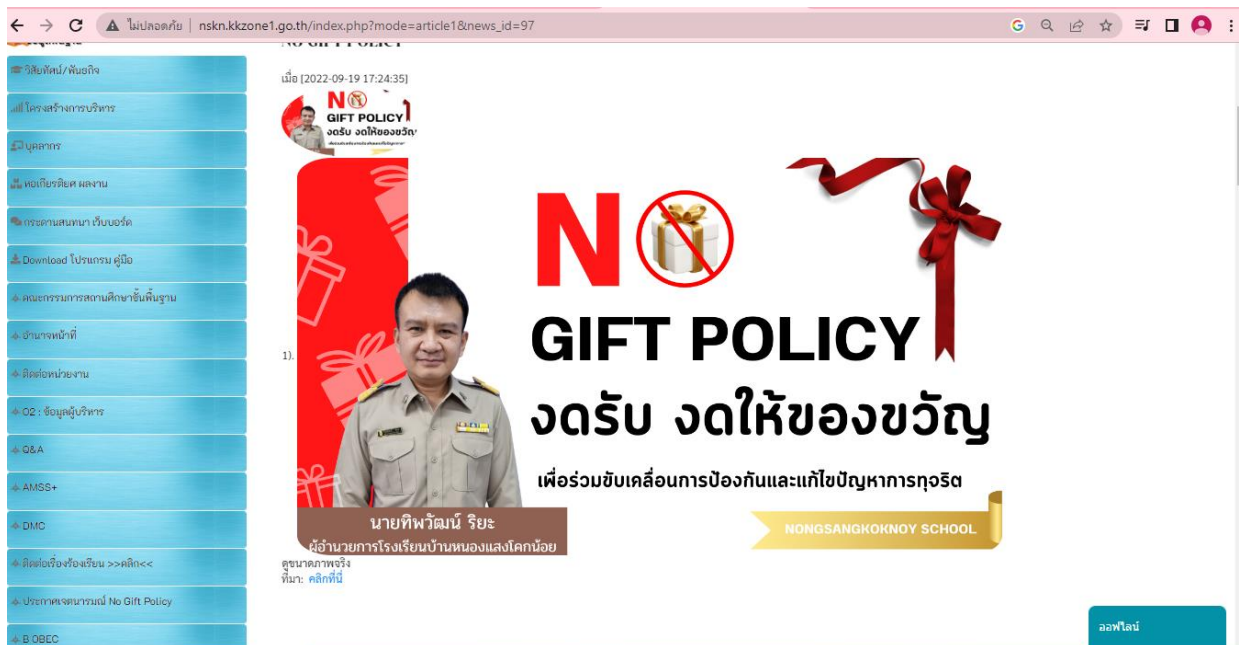 ไม่ปลอดภัย
nskn.kkzone1.go.th/index.php?mode=article1&news_id=97
NO GIFT POLICY
วิสัยทัศน์/พันธกิจ
โครงสร้างการบริหาร
บุคลากร
หอเกียรติยศ ผลงาน
กระดานสนทนา เว็บบอร์ด
Download โปรแกรม คู่มือ
คณะกรรมการสถานศึกษาขั้นพื้นฐาน
อำนาจหน้าที่
ติดต่อหน่วยงาน
O2 : ข้อมูลผู้บริหาร
Q&A
AMSS+
DMC
ติดต่อเรื่องร้องเรียน >>คลิก<<
ประกาศเจตนารมณ์ No Gift Policy
B OBEC
เมื่อ [2022-09-19 17:24:35]
NO
GIFT POLICY
งดรับ งดให้ของขวัญ
1).
NO
GIFT POLICY
งดรับ งดให้ของขวัญ
เพื่อร่วมขับเคลื่อนการป้องกันและแก้ไขปัญหาการทุจริต
นายทิพวัฒน์ ริยะ
ผู้อำนวยการโรงเรียนบ้านหนองแสงโคกน้อย
NONGSANGKOKNOY SCHOOL
ดูขนาดภาพจริง
ที่มา: คลิกที่นี่
ออฟไลน์